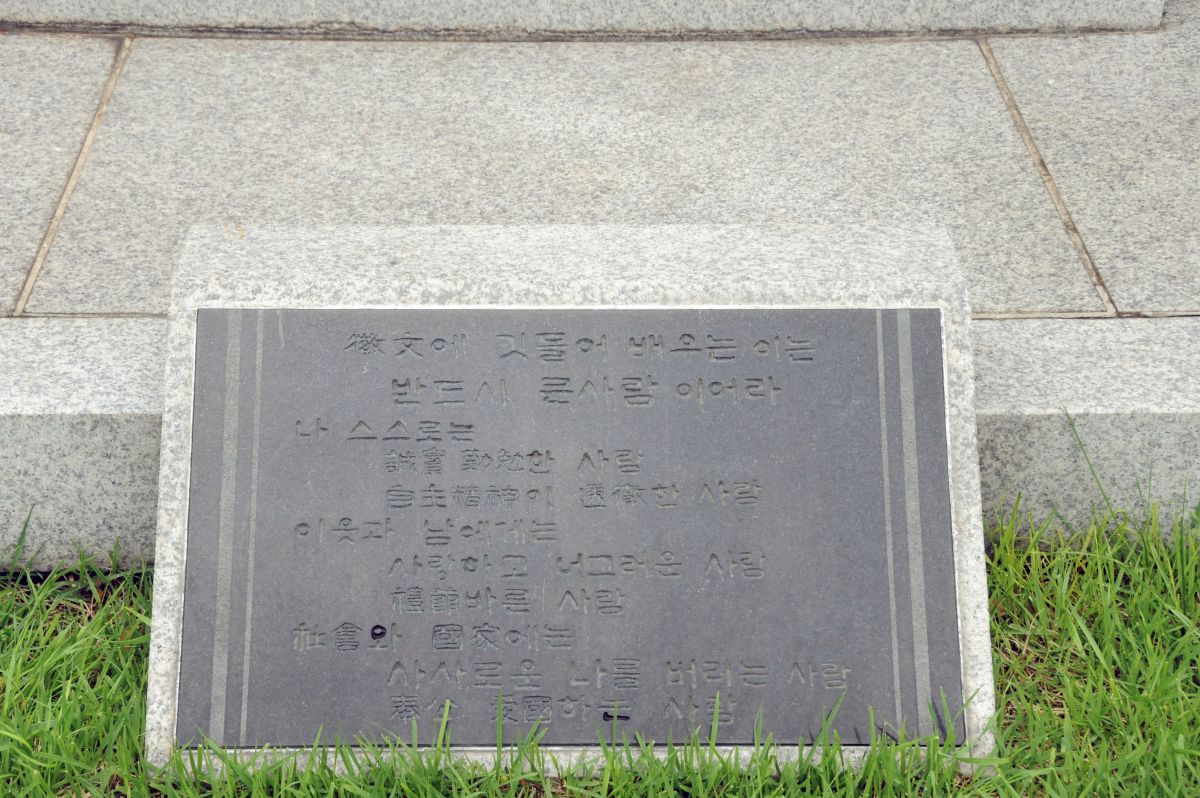 徽文에 깃들어 배우는 이는
반드시 큰사람 이어라
나 스스로는
誠實 勤勉한 사람
自主精神이 透徹한 사람
이웃과 남에게는
사랑하고 너그러운 사람
禮節바른 사람
社會와 國家에는
사사로운 나를 버리는 사람
奉公 愛國하는 사람